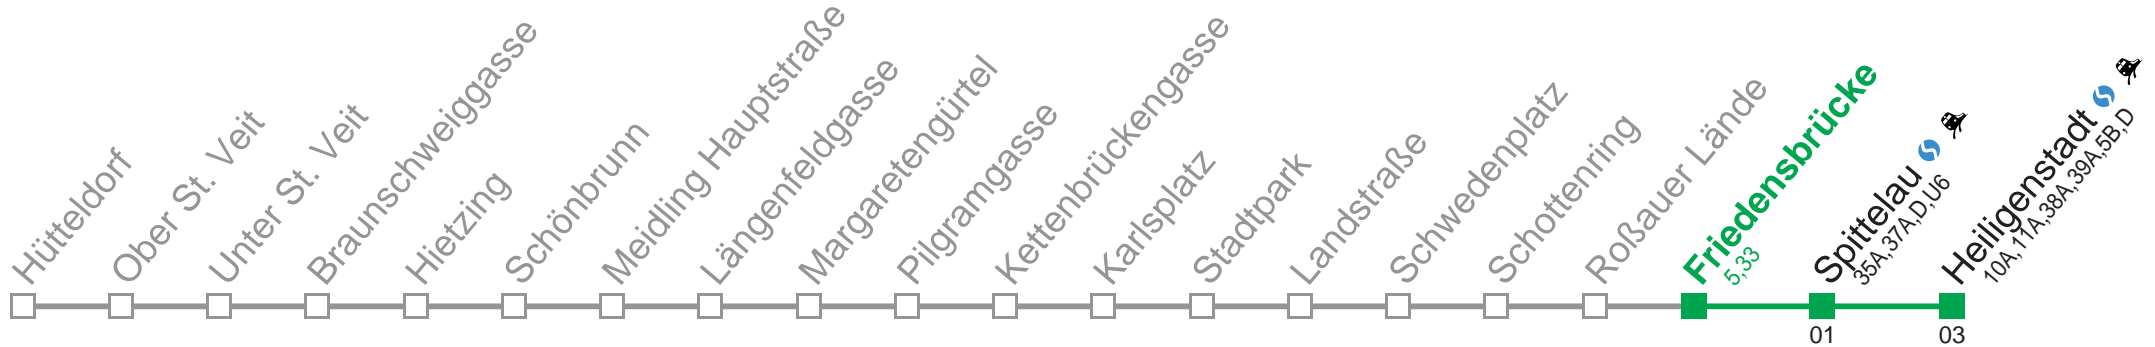 Hütteldorf
Ober St. Veit
Unter St. Veit
Braunschweiggasse
Hietzing
Schönbrunn
Meidling Hauptstraße
Längenfeldgasse
Margaretengürtel
Pilgramgasse
Kettenbrückengasse
Karlsplatz
Stadtpark
Landstraße
Schwedenplatz
Schottenring
Roßauer Lände
Friedensbrücke
5,33
Spittelau
35A,37A,D,U6
Heiligenstadt
10A,11A,38A,39A,5B,D
01
03